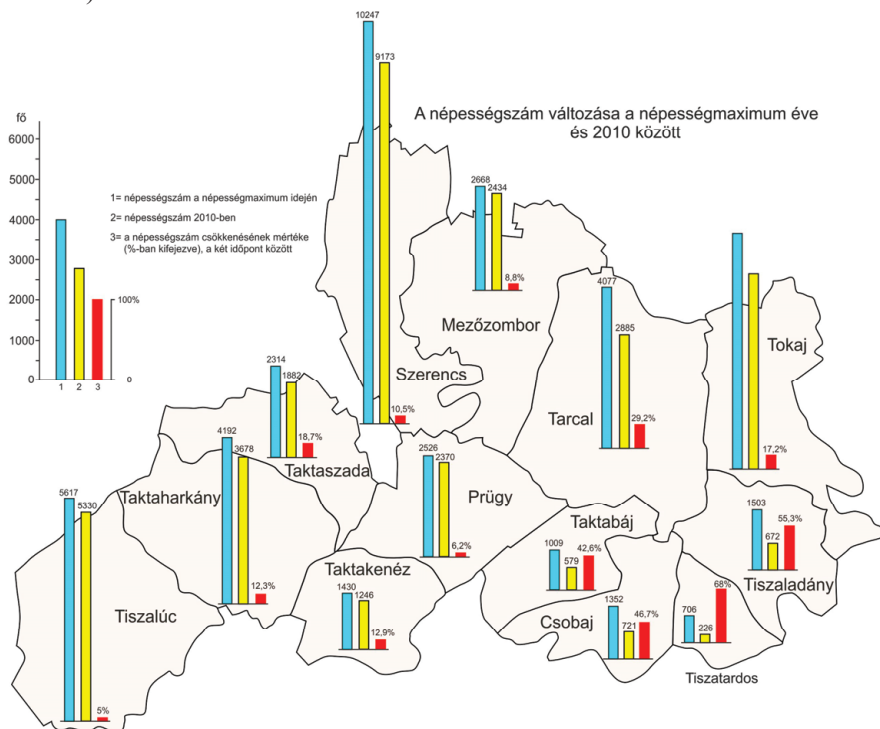 A népességszám változása a népességmaximum éve
és 2010 között
fő
6000
5000
4000
3000
2000
1000
0
1
2
3
100%
0
1= népességszám a népességmaximum idején
2= népességszám 2010-ben
3= a népességszám csökkenésének mértéke
(%-ban kifejezve), a két időpont között
10247
9173
10,5%
Szerencs
2668
2434
8,8%
Mezőzombor
4077
2885
29,2%
Tarcal
17,2%
Tokaj
2314
1882
18,7%
Taktaszada
4192
3678
12,3%
Taktaharkány
5617
5330
5%
Tiszalúc
2526
2370
6,2%
Prügy
1430
1246
12,9%
Taktakenéz
1009
579
42,6%
Taktabáj
1352
721
46,7%
Csobaj
706
226
68%
Tiszatardos
1503
672
55,3%
Tiszaladány